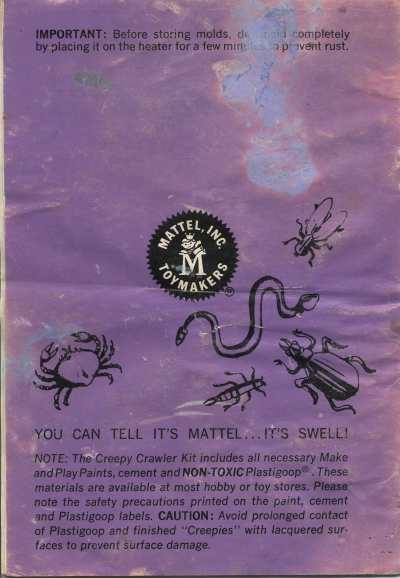 IMPORTANT: Before storing molds, dry mold completely
by placing it on the heater for a few minutes to prevent rust.
MATTEL, INC.
M
TOYMAKERS
®
YOU CAN TELL IT'S MATTEL...IT'S SWELL!
NOTE: The Creepy Crawler Kit includes all necessary Make
and Play Paints, cement and NON-TOXIC Plastigoop®. These
materials are available at most hobby or toy stores. Please
note the safety precautions printed on the paint, cement
and Plastigoop labels. CAUTION: Avoid prolonged contact
of Plastigoop and finished "Creepies" with lacquered sur-
faces to prevent surface damage.